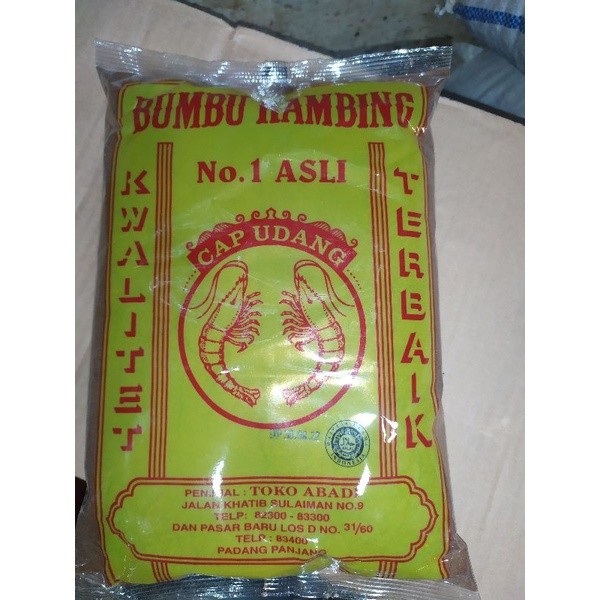 BUMBU KAMBING
No. 1 ASLI
KWALITET
TERBAIK
CAP UDANG
INDONESIA
PENJUAL : TOKO ABADI
JALAN KHATIB SULAIMAN NO.9
TELP: 82300 - 83300
DAN PASAR BARU LOS D NO. 31/60
TELP : 83400
PADANG PANJANG